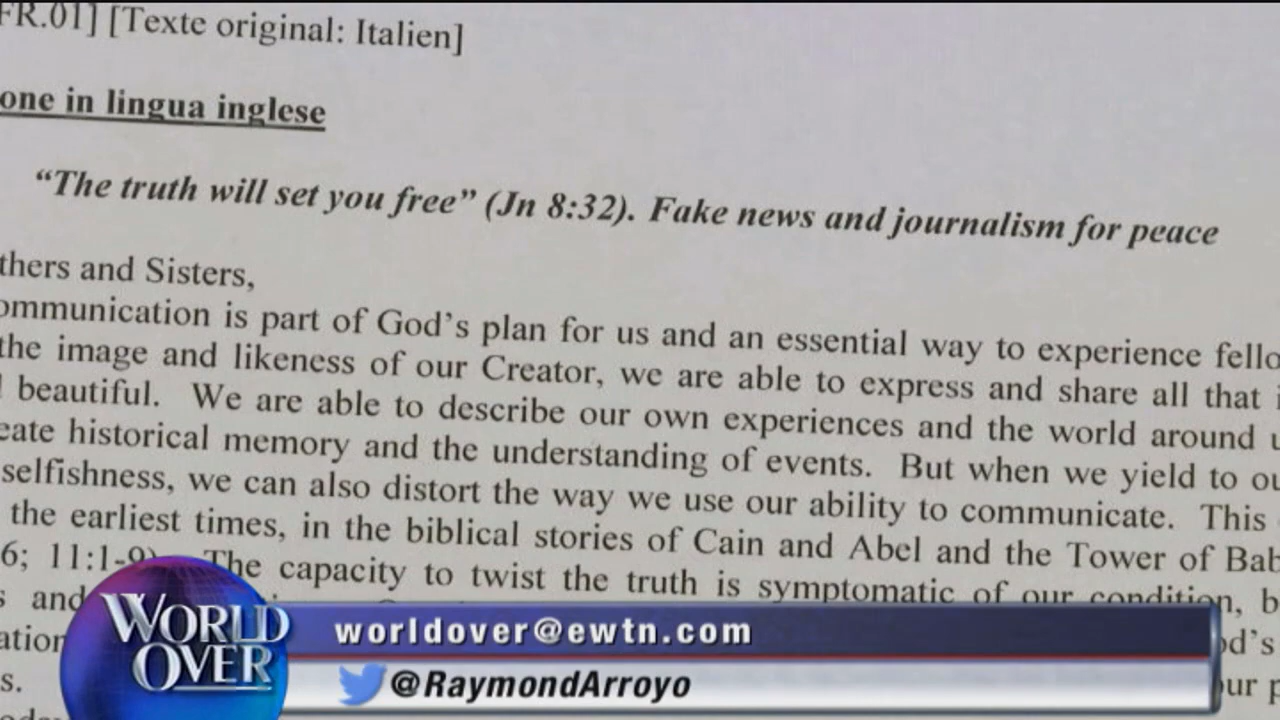 FR.01] [Texte original: Italien]
one in lingua inglese
“The truth will set you free” (Jn 8:32). Fake news and journalism for peace
thers and Sisters,
ommunication is part of God’s plan for us and an essential way to experience fello
the image and likeness of our Creator, we are able to express and share all that i
beautiful. We are able to describe our own experiences and the world around u
eate historical memory and the understanding of events. But when we yield to ou
selfishness, we can also distort the way we use our ability to communicate. This
the earliest times, in the biblical stories of Cain and Abel and the Tower of Bab
6; 11:1-9). The capacity to twist the truth is symptomatic of our condition, b
s and
ation od’s
s. our p
WORLD OVER
worldover@ewtn.com
@RaymondArroyo